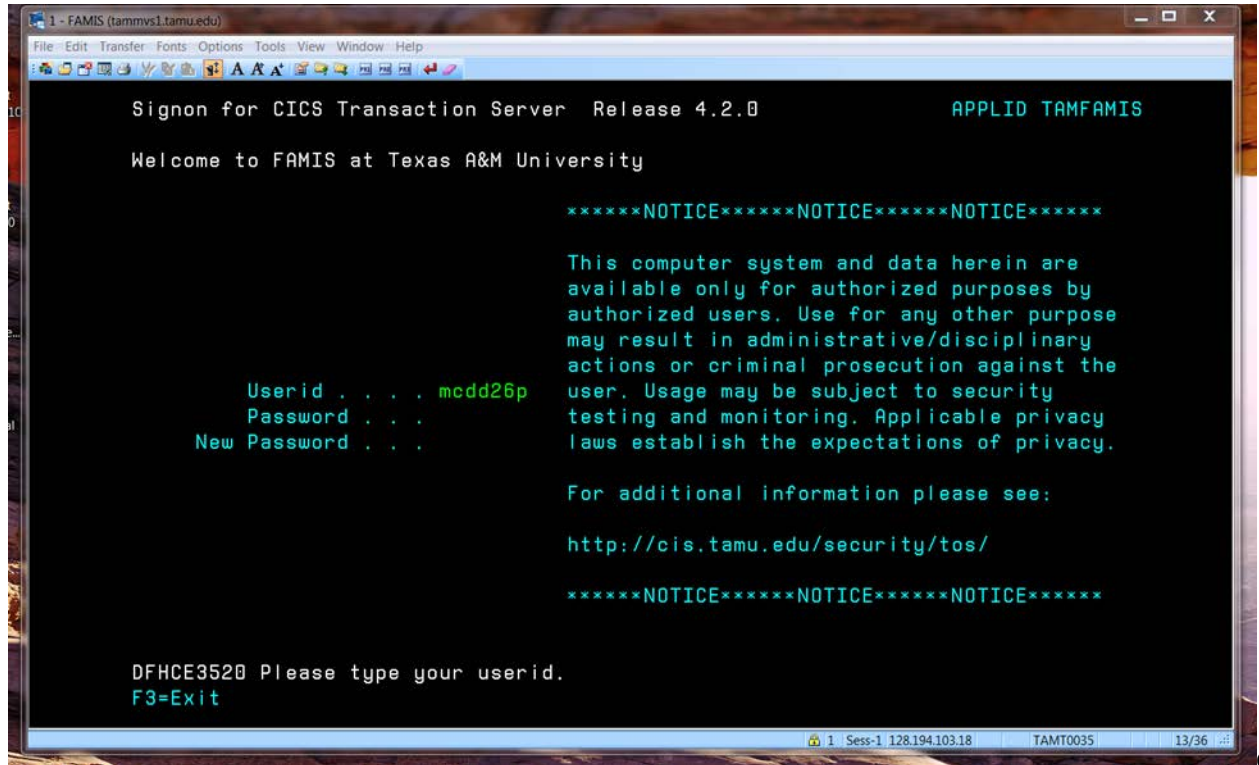 1 - FAMIS (tammvs1.tamu.edu)
File Edit Transfer Fonts Options Tools View Window Help
Signon for CICS Transaction Server Release 4.2.0 APPLID TAMFAMIS
Welcome to FAMIS at Texas A&M University
******NOTICE******NOTICE******NOTICE******
This computer system and data herein are
available only for authorized purposes by
authorized users. Use for any other purpose
may result in administrative/disciplinary
actions or criminal prosecution against the
Userid . . . . mcdd26p user. Usage may be subject to security
Password . . . testing and monitoring. Applicable privacy
New Password . . . laws establish the expectations of privacy.
For additional information please see:
http://cis.tamu.edu/security/tos/
******NOTICE******NOTICE******NOTICE******
DFHCE3520 Please type your userid.
F3=Exit
1 Sess-1 128.194.103.18 TAMT0035 13/36